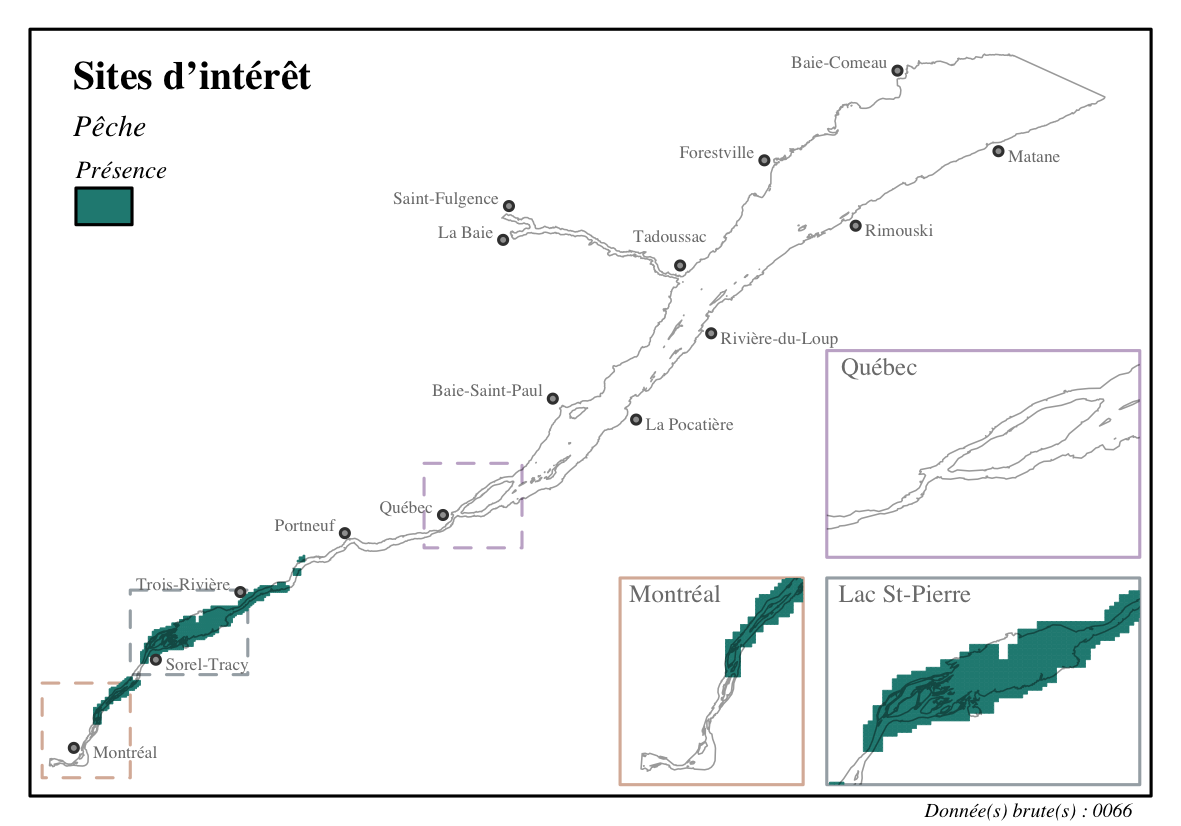 Sites d’intérêt
Pêche
Présence
Baie-Comeau
Forestville
Matane
Saint-Fulgence
La Baie
Tadoussac
Rimouski
Rivière-du-Loup
Baie-Saint-Paul
La Pocatière
Québec
Portneuf
Trois-Rivière
Sorel-Tracy
Montréal
Québec
Montréal
Lac St-Pierre
Donnée(s) brute(s) : 0066